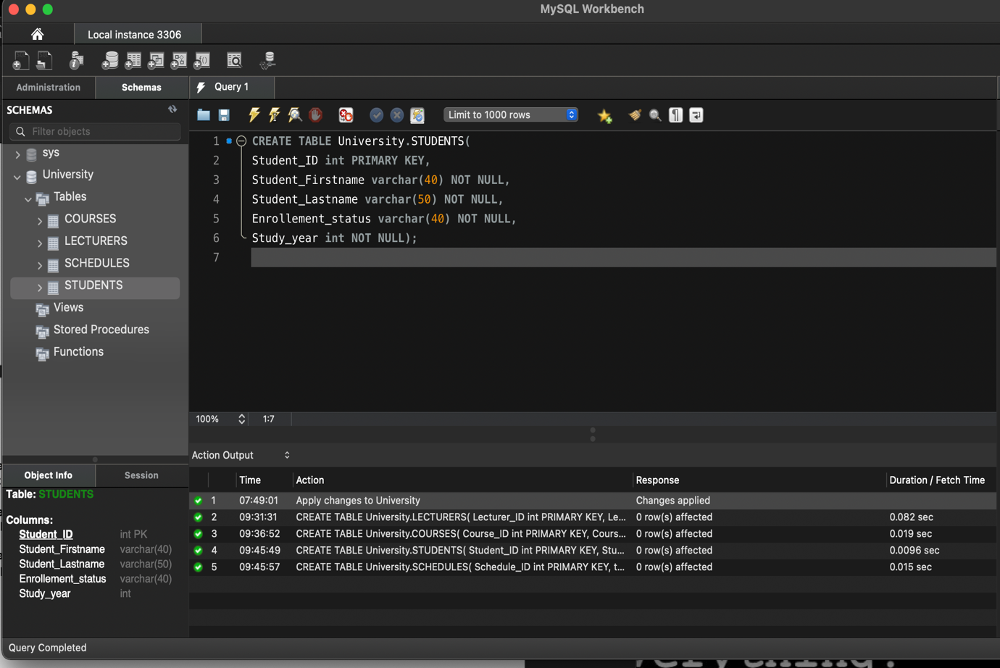 MySQL Workbench
Local instance 3306
Administration
Schemas
Query 1
SCHEMAS
Filter objects
Limit to 1000 rows
sys
University
Tables
COURSES
LECTURERS
SCHEDULES
STUDENTS
Views
Stored Procedures
Functions
1 CREATE TABLE University.STUDENTS(
2 Student_ID int PRIMARY KEY,
3 Student_Firstname varchar(40) NOT NULL,
4 Student_Lastname varchar(50) NOT NULL,
5 Enrollement_status varchar(40) NOT NULL,
6 Study_year int NOT NULL);
7
100% 1:7
Action Output
Time Action Response Duration / Fetch Time
1 07:49:01 Apply changes to University Changes applied
2 09:31:31 CREATE TABLE University.LECTURERS( Lecturer_ID int PRIMARY KEY, Le... 0 row(s) affected 0.082 sec
3 09:36:52 CREATE TABLE University.COURSES( Course_ID int PRIMARY KEY, Cours... 0 row(s) affected 0.019 sec
4 09:45:49 CREATE TABLE University.STUDENTS( Student_ID int PRIMARY KEY, Stu... 0 row(s) affected 0.0096 sec
5 09:45:57 CREATE TABLE University.SCHEDULES( Schedule_ID int PRIMARY KEY, t... 0 row(s) affected 0.015 sec
Object Info
Session
Table: STUDENTS
Columns:
Student_ID int PK
Student_Firstname varchar(40)
Student_Lastname varchar(50)
Enrollement_status varchar(40)
Study_year int
Query Completed